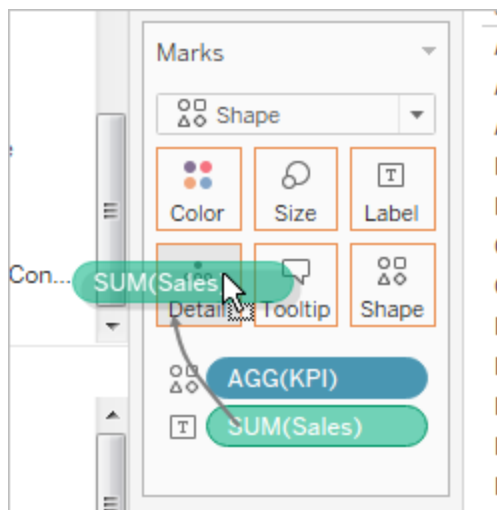 Marks
Shape
Color Size Label
Con... SUM(Sales
Detail Tooltip Shape
AGG(KPI)
T SUM(Sales)